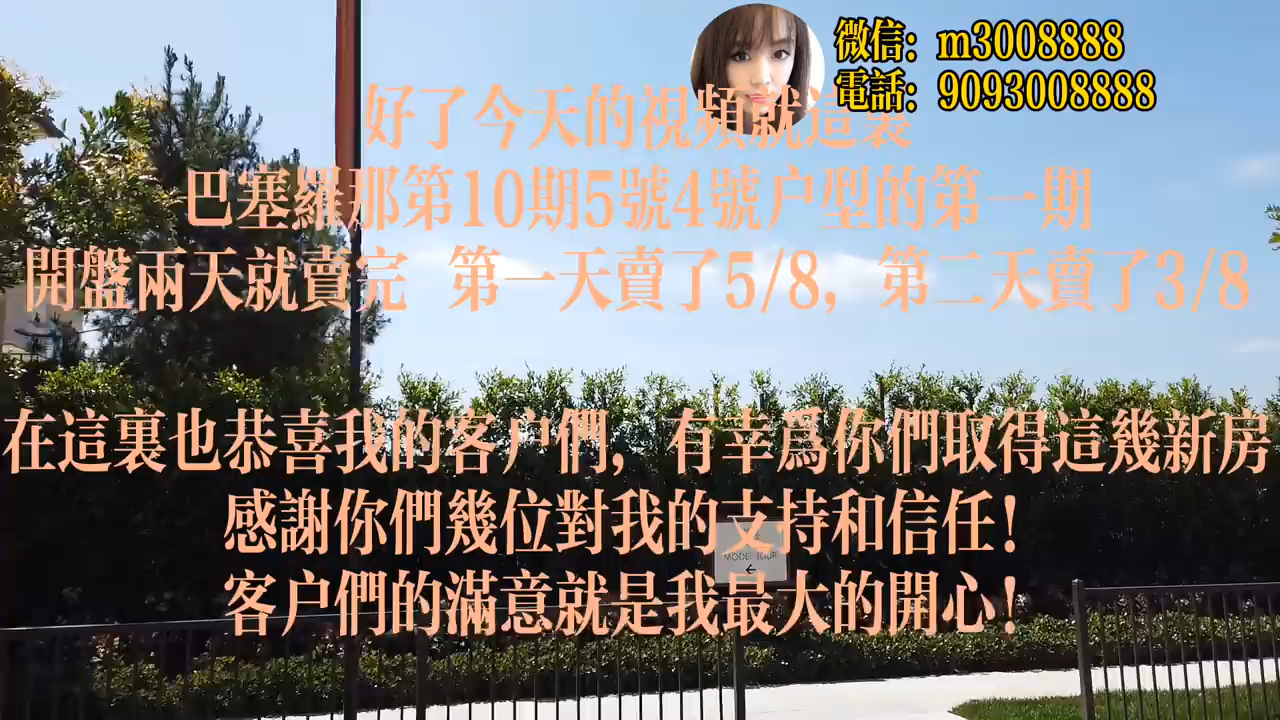 微信：m3008888
電話：9093008888
好了今天的視頻就這裏
巴塞羅那第10期5號4號户型的第一期
開盤兩天就賣完 第一天賣了5/8，第二天賣了3/8
在這裏也恭喜我的客户們，有幸爲你們取得這幾新房
感謝你們幾位對我的支持和信任！
MODEL TOUR
←
客户們的滿意就是我最大的開心！